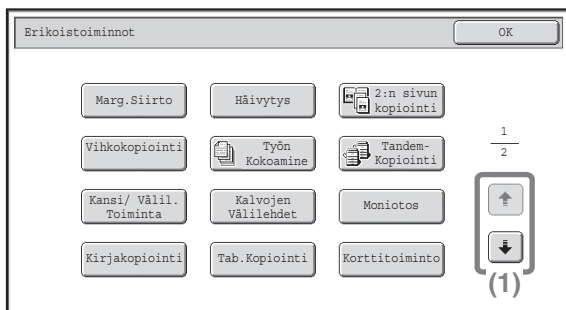 Erikoistoiminnot
OK
Marg.Siirto
Häivytys
2:n sivun
kopiointi
Vihkokopiointi
Työn
Kokoamine
Tandem-
Kopiointi
1
2
Kansi/ Välil.
Toiminta
Kalvojen
Välilehdet
Moniotos
Kirjakopiointi
Tab.Kopiointi
Korttitoiminto
(1)